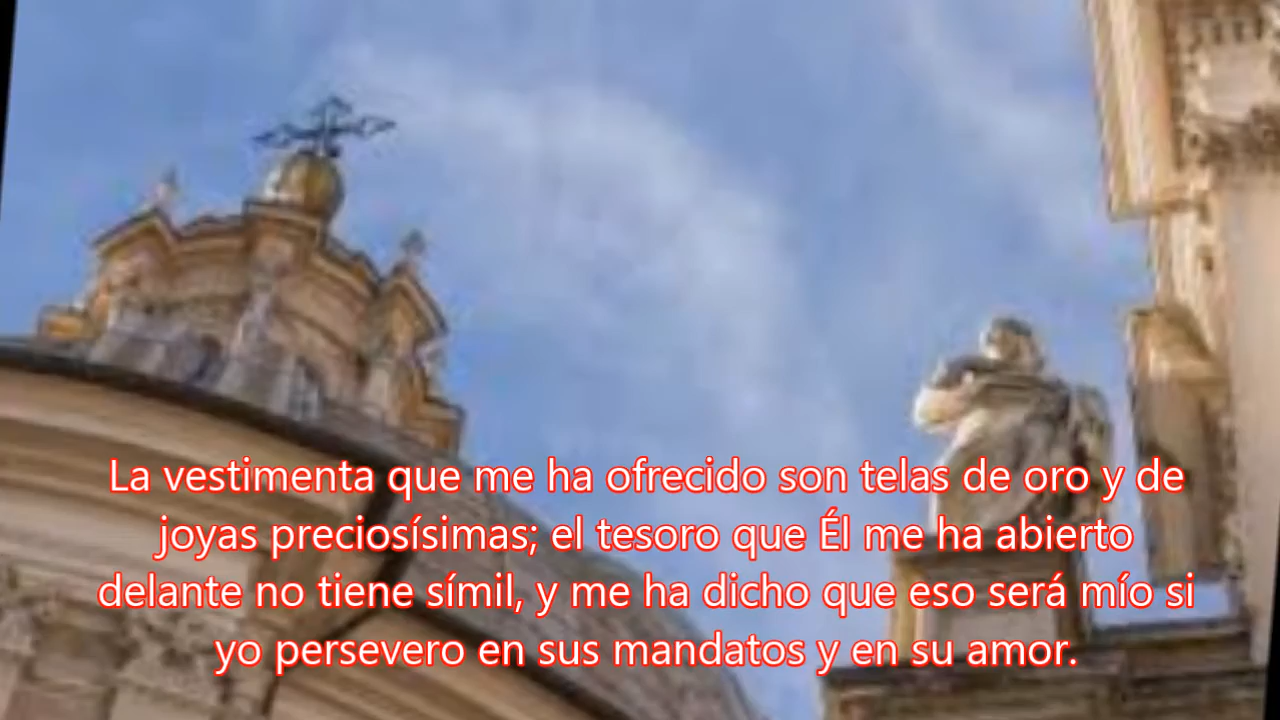 La vestimenta que me ha ofrecido son telas de oro y de
joyas preciosísimas; el tesoro que Él me ha abierto
delante no tiene símil, y me ha dicho que eso será mío si
yo persevero en sus mandatos y en su amor.